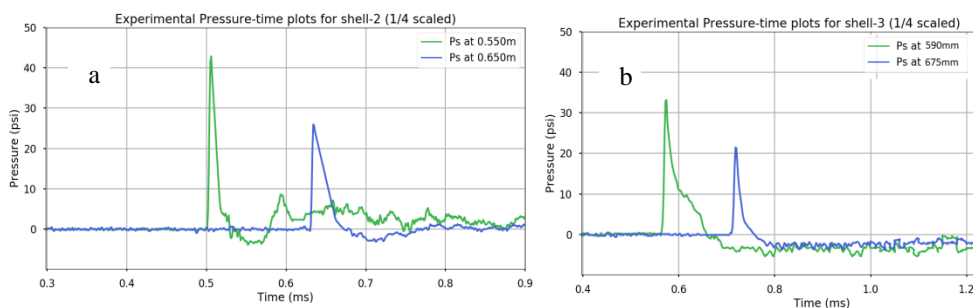 Experimental Pressure-time plots for shell-2 (1/4 scaled)
50
40
30
20
10
0
Pressure (psi)
a
Ps at 0.550m
Ps at 0.650m
0.3 0.4 0.5 0.6 0.7 0.8 0.9
Time (ms)
Experimental Pressure-time plots for shell-3 (1/4 scaled)
50
40
30
20
10
0
-10
Pressure (psi)
b
Ps at 590mm
Ps at 675mm
0.4 0.6 0.8 1.0 1.2
Time (ms)